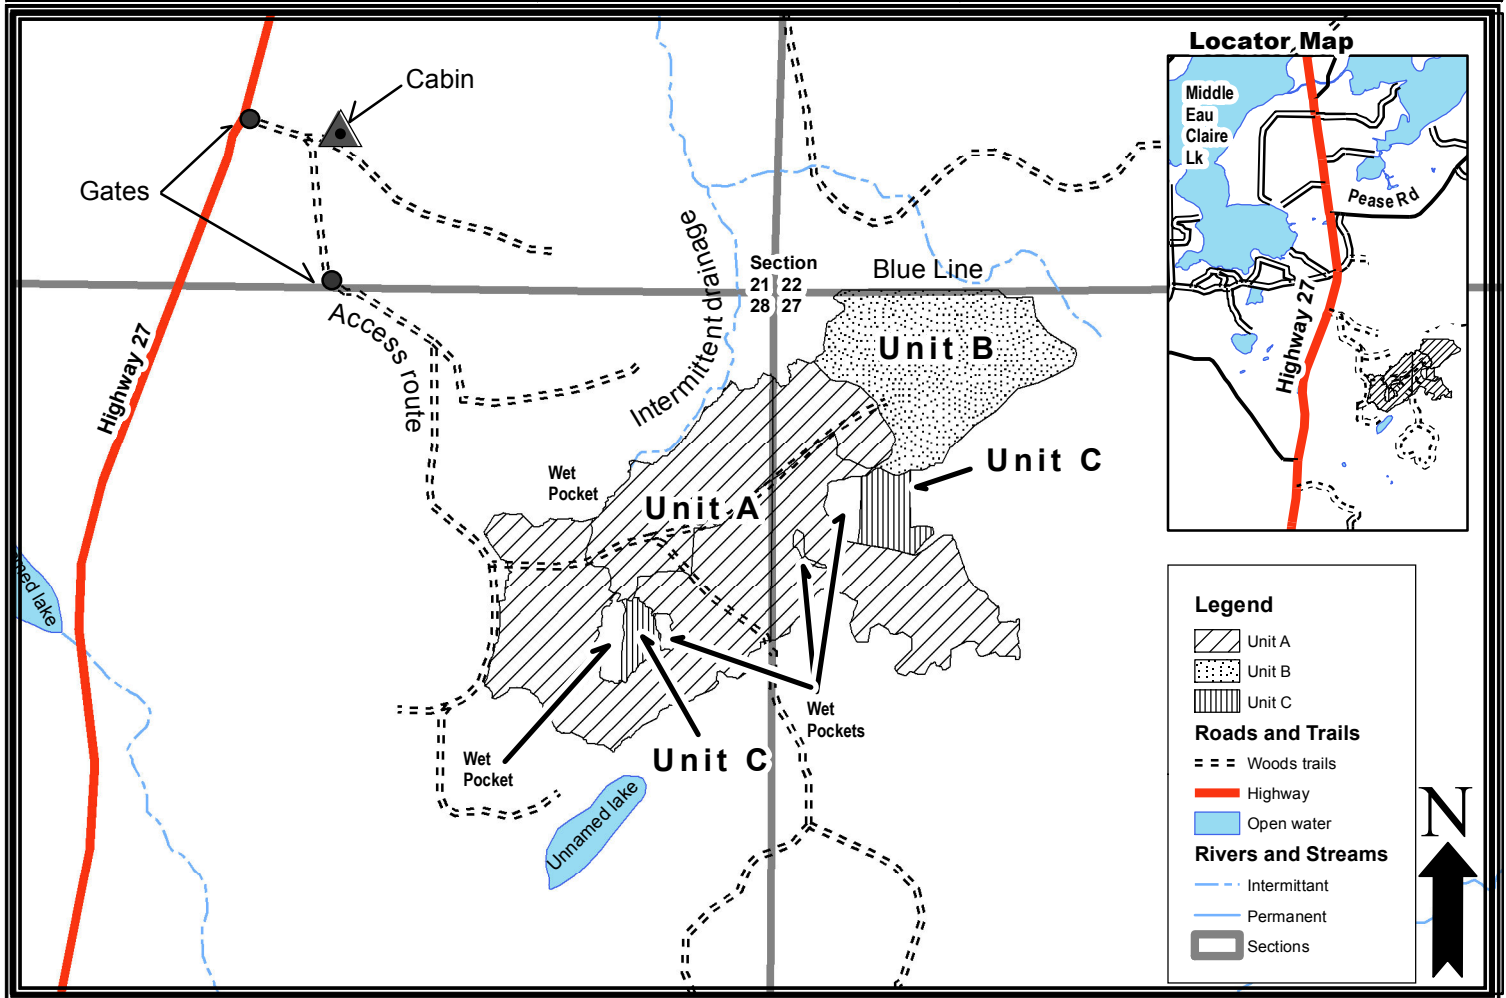 Locator Map
Middle
Eau
Claire
Lk
Pease Rd
Highway 27
Cabin
Gates
Intermittent drainage
Section
21 22
28 27
Blue Line
Access route
Highway 27
Unit B
Unit C
Wet
Pocket
Unit A
med lake
Wet
Pockets
Wet
Pocket
Unit C
Unnamed lake
Legend
Unit A
Unit B
Unit C
Roads and Trails
Woods trails
Highway
Open water
Rivers and Streams
Intermittant
Permanent
Sections
N